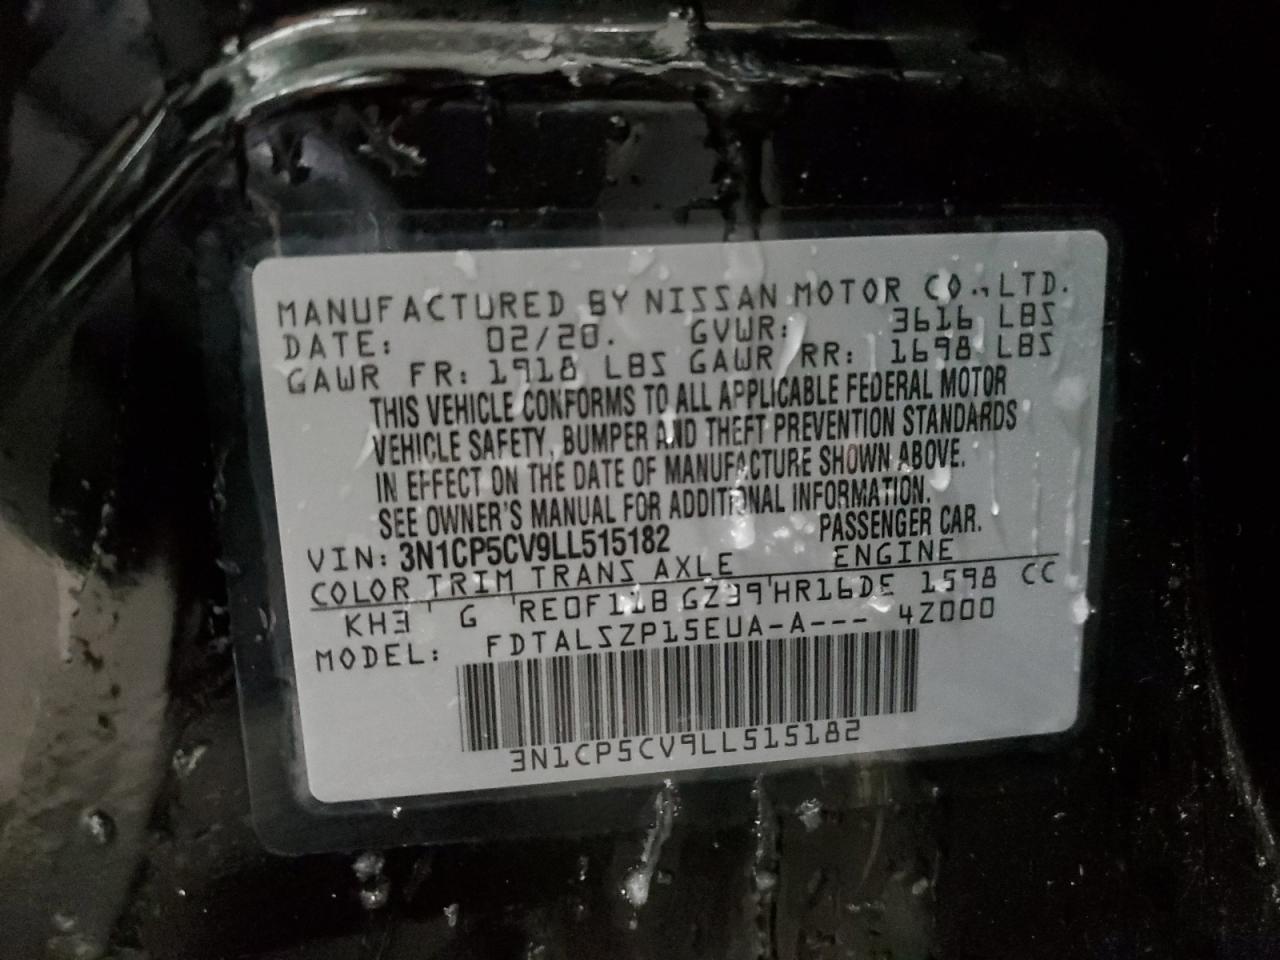 MANUFACTURED BY NISSAN MOTOR CO., LTD.
DATE: 02/20. GVWR: 3616 LBS
GAWR FR: 1918 LBS GAWR RR: 1698 LBS
THIS VEHICLE CONFORMS TO ALL APPLICABLE FEDERAL MOTOR
VEHICLE SAFETY, BUMPER AND THEFT PREVENTION STANDARDS
IN EFFECT ON THE DATE OF MANUFACTURE SHOWN ABOVE.
SEE OWNER'S MANUAL FOR ADDITIONAL INFORMATION.
VIN: 3N1CP5CV9LL515182 PASSENGER CAR.
COLOR TRIM TRANS AXLE ENGINE
KH3 ' G 'RE0F11B GZ39'HR16DE 1598 CC
MODEL: FDTALSZP15EUA-A--- 4Z000
3N1CP5CV9LL515182